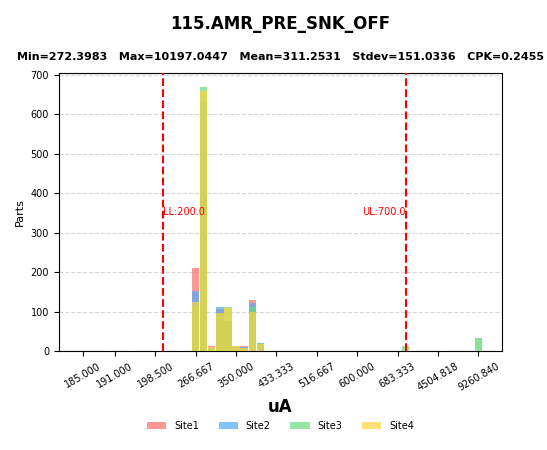 115.AMR_PRE_SNK_OFF
Min=272.3983 Max=10197.0447 Mean=311.2531 Stdev=151.0336 CPK=0.2455
700
600
500
400
300
200
100
0
Parts
LL:200.0
UL:700.0
185.000 191.000 198.500 266.667 350.000 433.333 516.667 600.000 683.333 4504.818 9260.840
uA
Site1 Site2 Site3 Site4